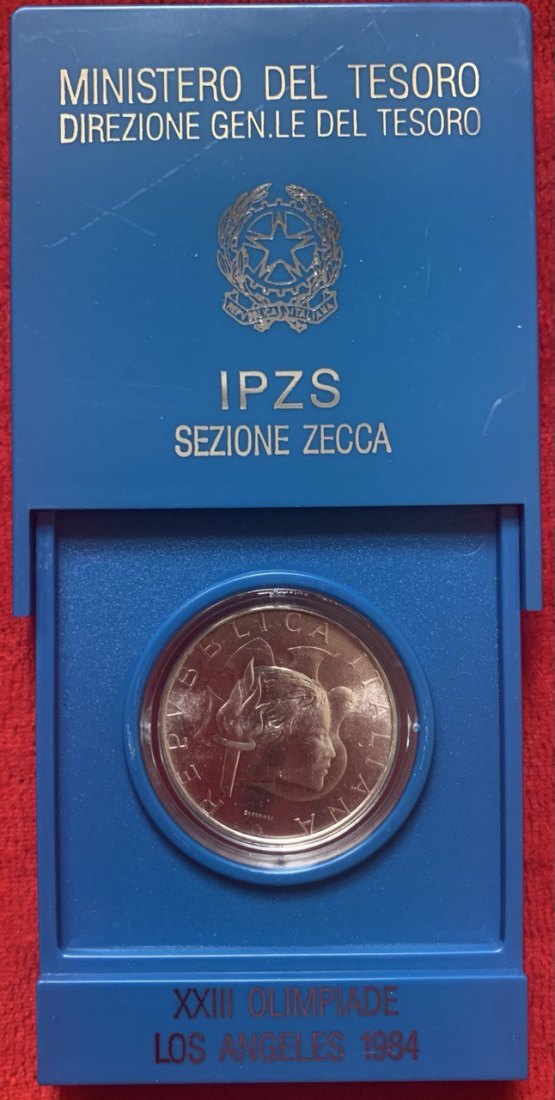 MINISTERO DEL TESORO
DIREZIONE GEN.LE DEL TESORO
IPZS
SEZIONE ZECCA
REPVBBLICA ITALIANA
XXIII OLIMPIADE
LOS ANGELES 1984